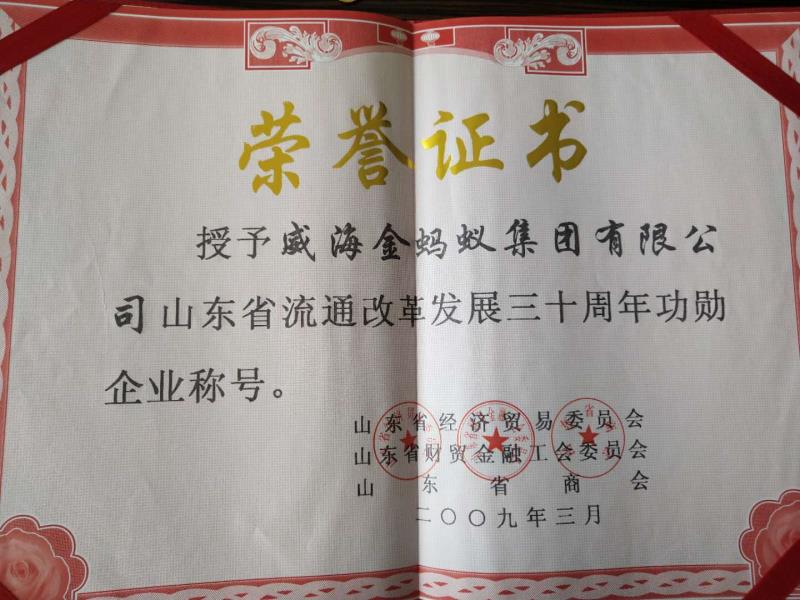 荣誉证书
授予威海金蚂蚁集团有限公
司山东省流通改革发展三十周年功勋
企业称号。
山东省经济贸易委员会
山东省财贸金融工会委员会
山东省商会
二〇〇九年三月